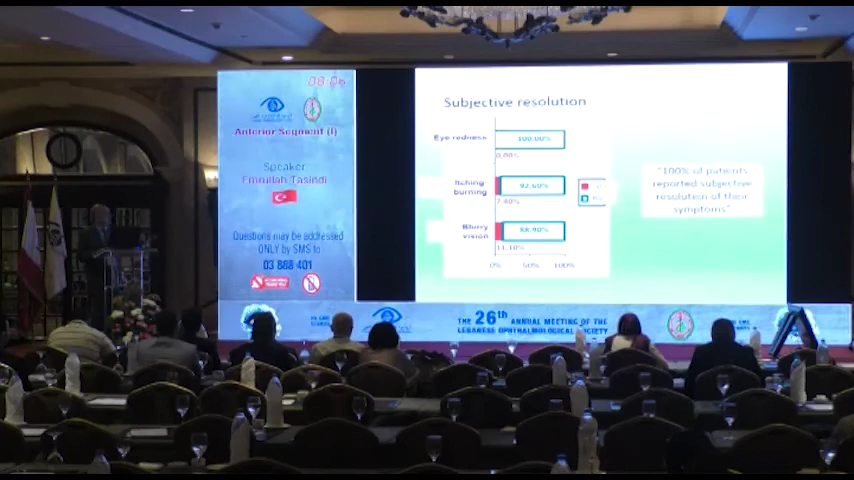 08:06
Anterior Segment (I)
Speaker
Emrullah Tasindi
Questions may be addressed
ONLY by SMS to
03 888 401
Subjective resolution
Eye redness
100.00%
0.00%
Itching-
burning
92.60%
7.40%
Blurry
vision
88.90%
11.10%
0%
50%
100%
"100% of patients
reported subjective
resolution of their
symptoms"
THE 26th ANNUAL MEETING OF THE
LEBANESE OPHTHALMOLOGICAL SOCIETY